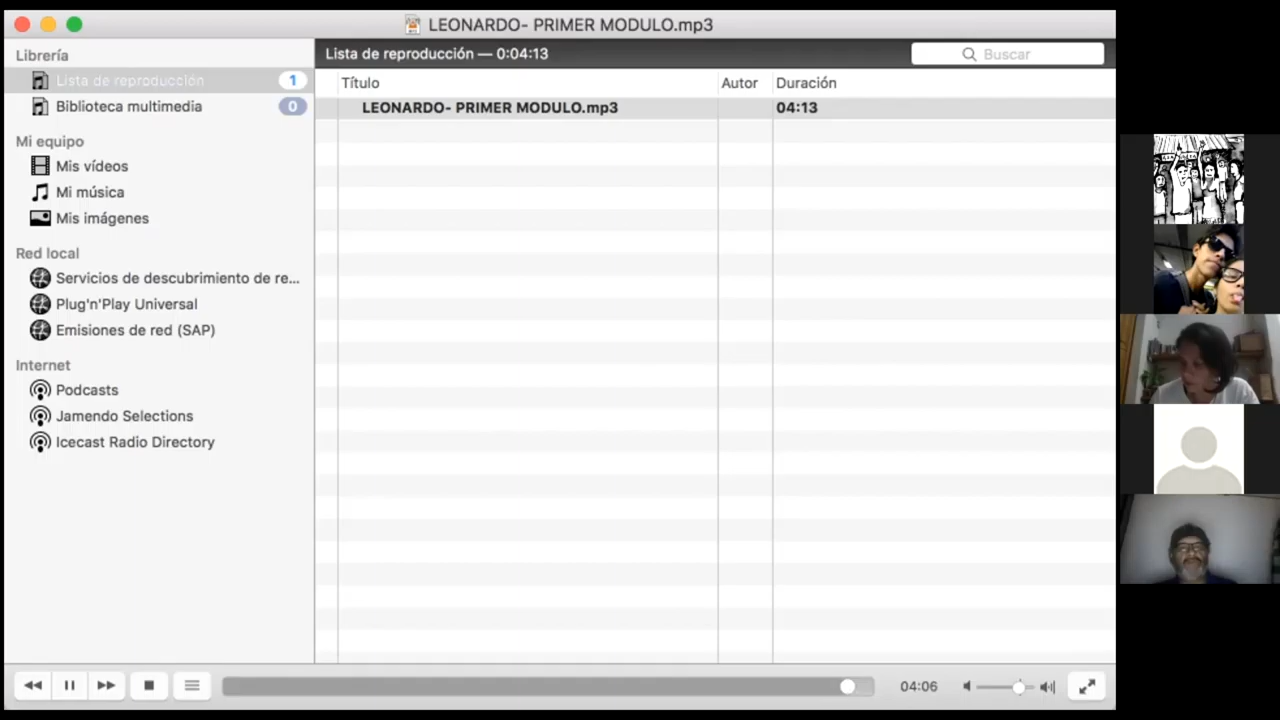 LEONARDO- PRIMER MODULO.mp3
Librería
Lista de reproducción — 0:04:13
Buscar
Lista de reproducción 1
Biblioteca multimedia 0
Título Autor Duración
LEONARDO- PRIMER MODULO.mp3 04:13
Mi equipo
Mis vídeos
Mi música
Mis imágenes
Red local
Servicios de descubrimiento de re...
Plug'n'Play Universal
Emisiones de red (SAP)
Internet
Podcasts
Jamendo Selections
Icecast Radio Directory
04:06